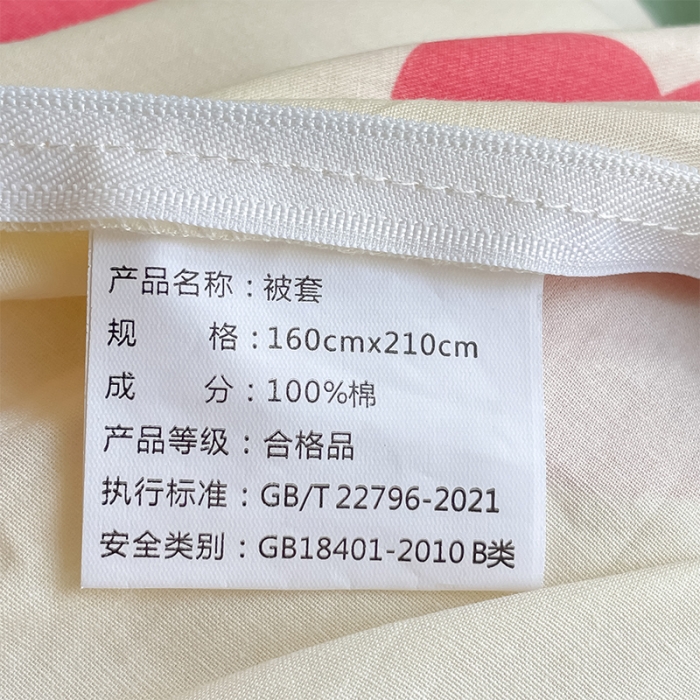 产品名称：被套
规 格：160cmx210cm
成 分：100%棉
产品等级：合格品
执行标准：GB/T 22796-2021
安全类别：GB18401-2010 B类